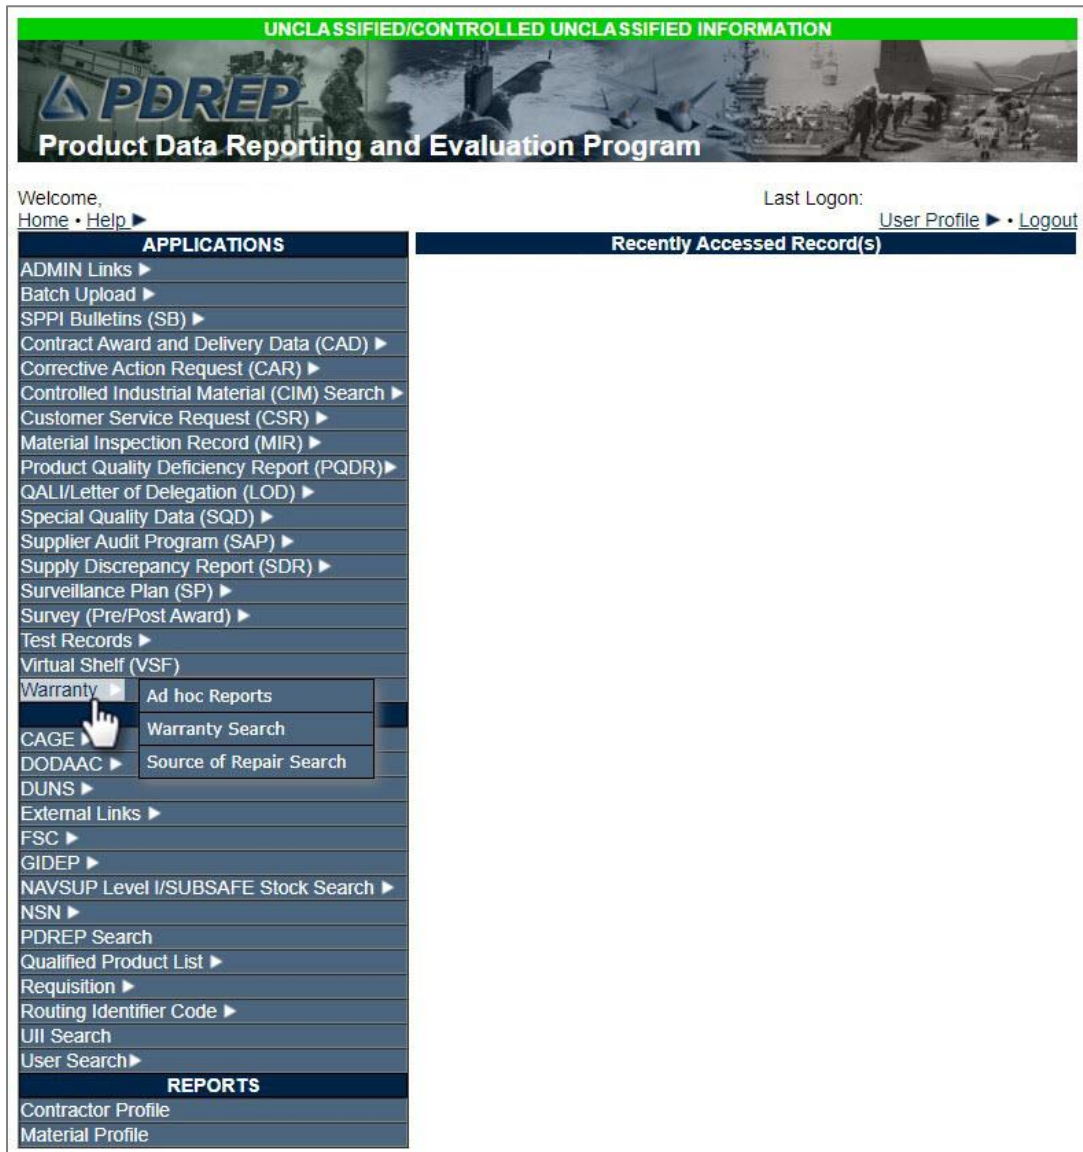 UNCLASSIFIED/CONTROLLED UNCLASSIFIED INFORMATION
PDREP
Product Data Reporting and Evaluation Program
Welcome,
Last Logon:
Home • Help ▶
User Profile ▶ • Logout
APPLICATIONS
Recently Accessed Record(s)
ADMIN Links ▶
Batch Upload ▶
SPPI Bulletins (SB) ▶
Contract Award and Delivery Data (CAD) ▶
Corrective Action Request (CAR) ▶
Controlled Industrial Material (CIM) Search ▶
Customer Service Request (CSR) ▶
Material Inspection Record (MIR) ▶
Product Quality Deficiency Report (PQDR)▶
QALI/Letter of Delegation (LOD) ▶
Special Quality Data (SQD) ▶
Supplier Audit Program (SAP) ▶
Supply Discrepancy Report (SDR) ▶
Surveillance Plan (SP) ▶
Survey (Pre/Post Award) ▶
Test Records ▶
Virtual Shelf (VSF)
Warranty ▶
Ad hoc Reports
Warranty Search
Source of Repair Search
CAGE ▶
DODAAC ▶
DUNS ▶
External Links ▶
FSC ▶
GIDEP ▶
NAVSUP Level I/SUBSAFE Stock Search ▶
NSN ▶
PDREP Search
Qualified Product List ▶
Requisition ▶
Routing Identifier Code ▶
UII Search
User Search▶
REPORTS
Contractor Profile
Material Profile